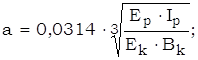 a = 0,0314 · ∛((E_p · I_p) / (E_k · B_k));